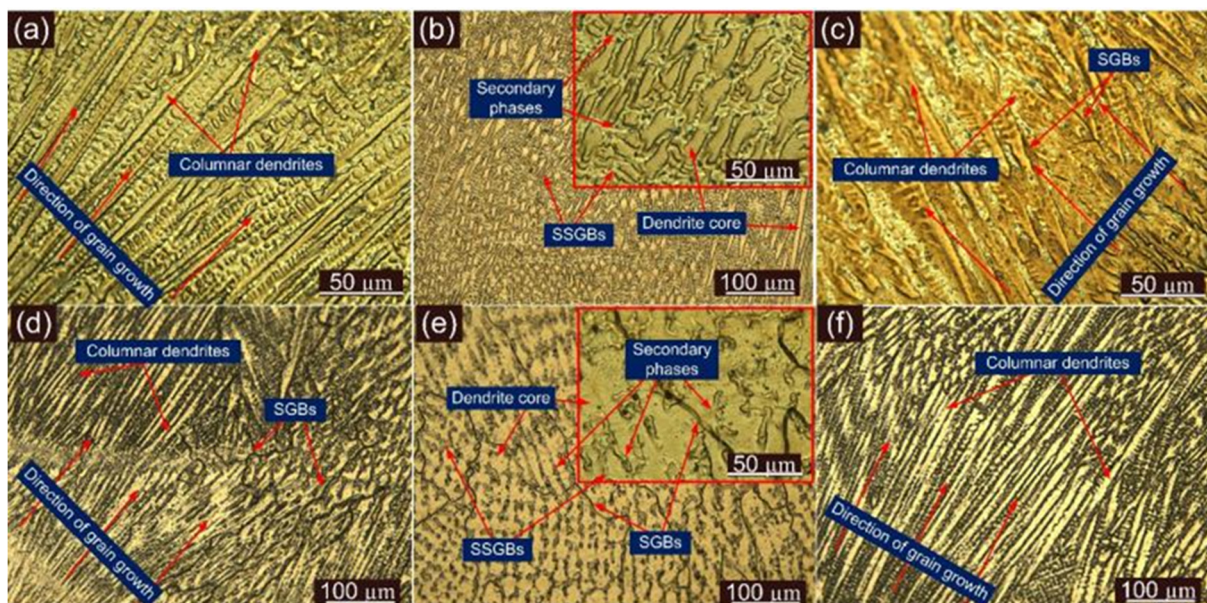 (a)
Columnar dendrites
Direction of grain growth
50 µm
(b)
Secondary
phases
50 µm
SSGBs
Dendrite core
100 µm
(c)
SGBs
Columnar dendrites
Direction of grain growth
50 µm
(d)
Columnar dendrites
SGBs
Direction of grain growth
100 µm
(e)
Secondary
phases
Dendrite core
50 µm
SSGBs
SGBs
100 µm
(f)
Columnar dendrites
Direction of grain growth
100 µm